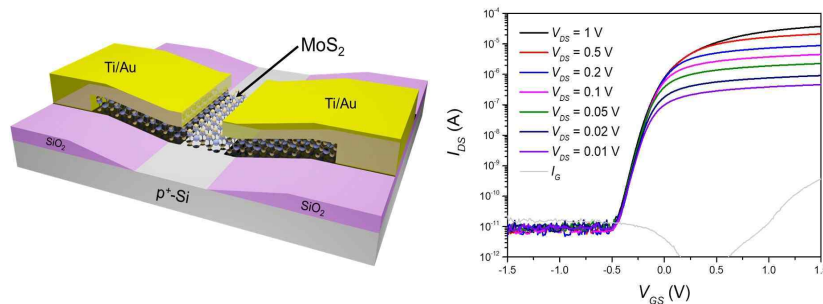 MoS2
Ti/Au
Ti/Au
SiO2
SiO2
p+-Si
10-4
10-5
10-6
10-7
10-8
10-9
10-10
10-11
10-12
IDS (A)
VDS = 1 V
VDS = 0.5 V
VDS = 0.2 V
VDS = 0.1 V
VDS = 0.05 V
VDS = 0.02 V
VDS = 0.01 V
IG
-1.5 -1.0 -0.5 0.0 0.5 1.0
VGS (V)